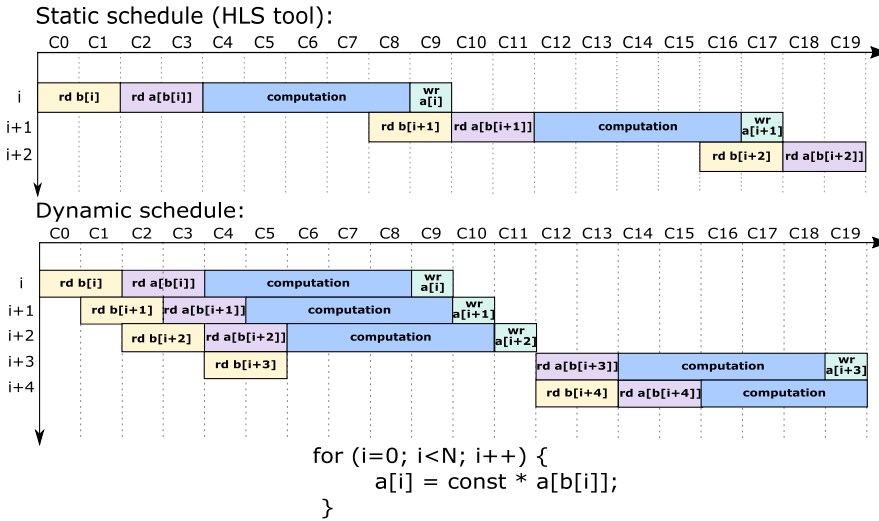 Static schedule (HLS tool):
C0 C1 C2 C3 C4 C5 C6 C7 C8 C9 C10 C11 C12 C13 C14 C15 C16 C17 C18 C19
i rd b[i] rd a[b[i]] computation wr a[i]
i+1 rd b[i+1] rd a[b[i+1]] computation wr a[i+1]
i+2 rd b[i+2] rd a[b[i+2]]
Dynamic schedule:
C0 C1 C2 C3 C4 C5 C6 C7 C8 C9 C10 C11 C12 C13 C14 C15 C16 C17 C18 C19
i rd b[i] rd a[b[i]] computation wr a[i]
i+1 rd b[i+1] rd a[b[i+1]] computation wr a[i+1]
i+2 rd b[i+2] rd a[b[i+2]] computation wr a[i+2]
i+3 rd b[i+3] rd a[b[i+3]] computation wr a[i+3]
i+4 rd b[i+4] rd a[b[i+4]] computation
for (i=0; i<N; i++) {
a[i] = const * a[b[i]];
}